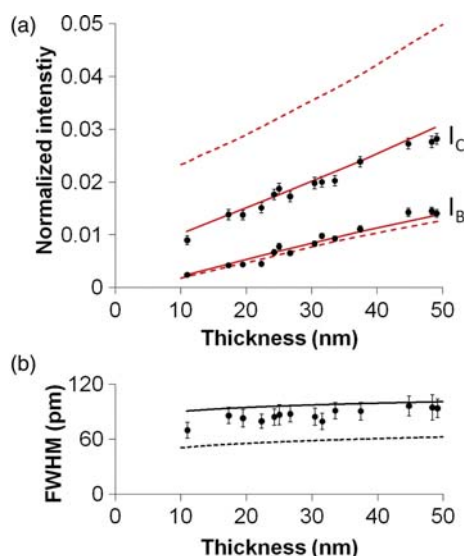 (a)
Normalized intenstiy
0.05
0.04
0.03
0.02
0.01
0
I_C
I_B
0 10 20 30 40 50
Thickness (nm)
(b)
FWHM (pm)
120
60
0
0 10 20 30 40 50
Thickness (nm)